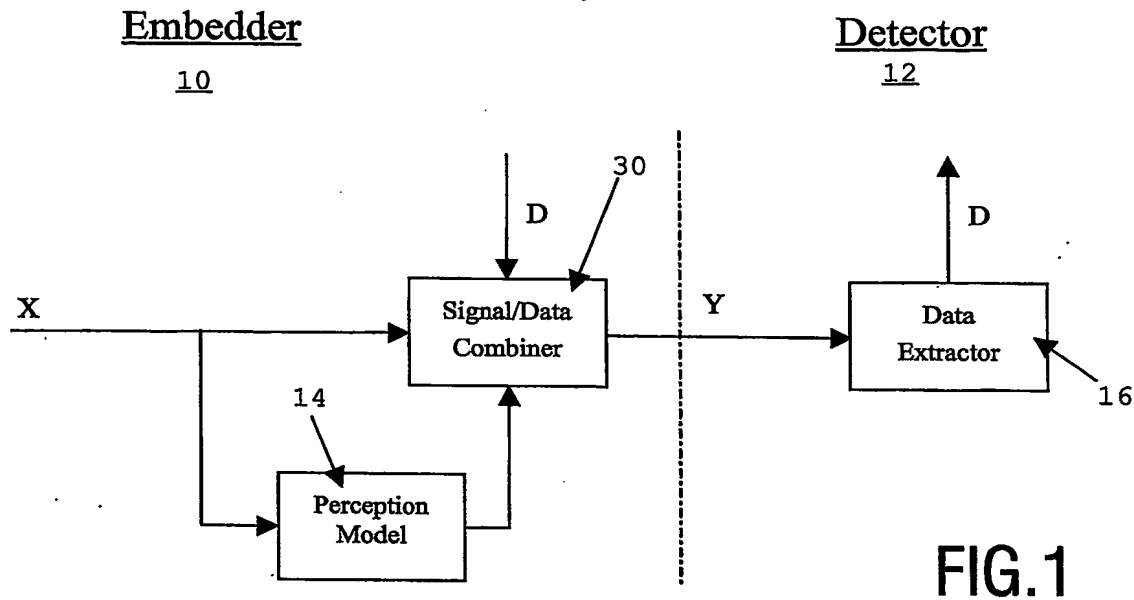 Embedder
10
Detector
12
30
D
D
X
Signal/Data
Combiner
Y
Data
Extractor
14
16
Perception
Model
FIG.1